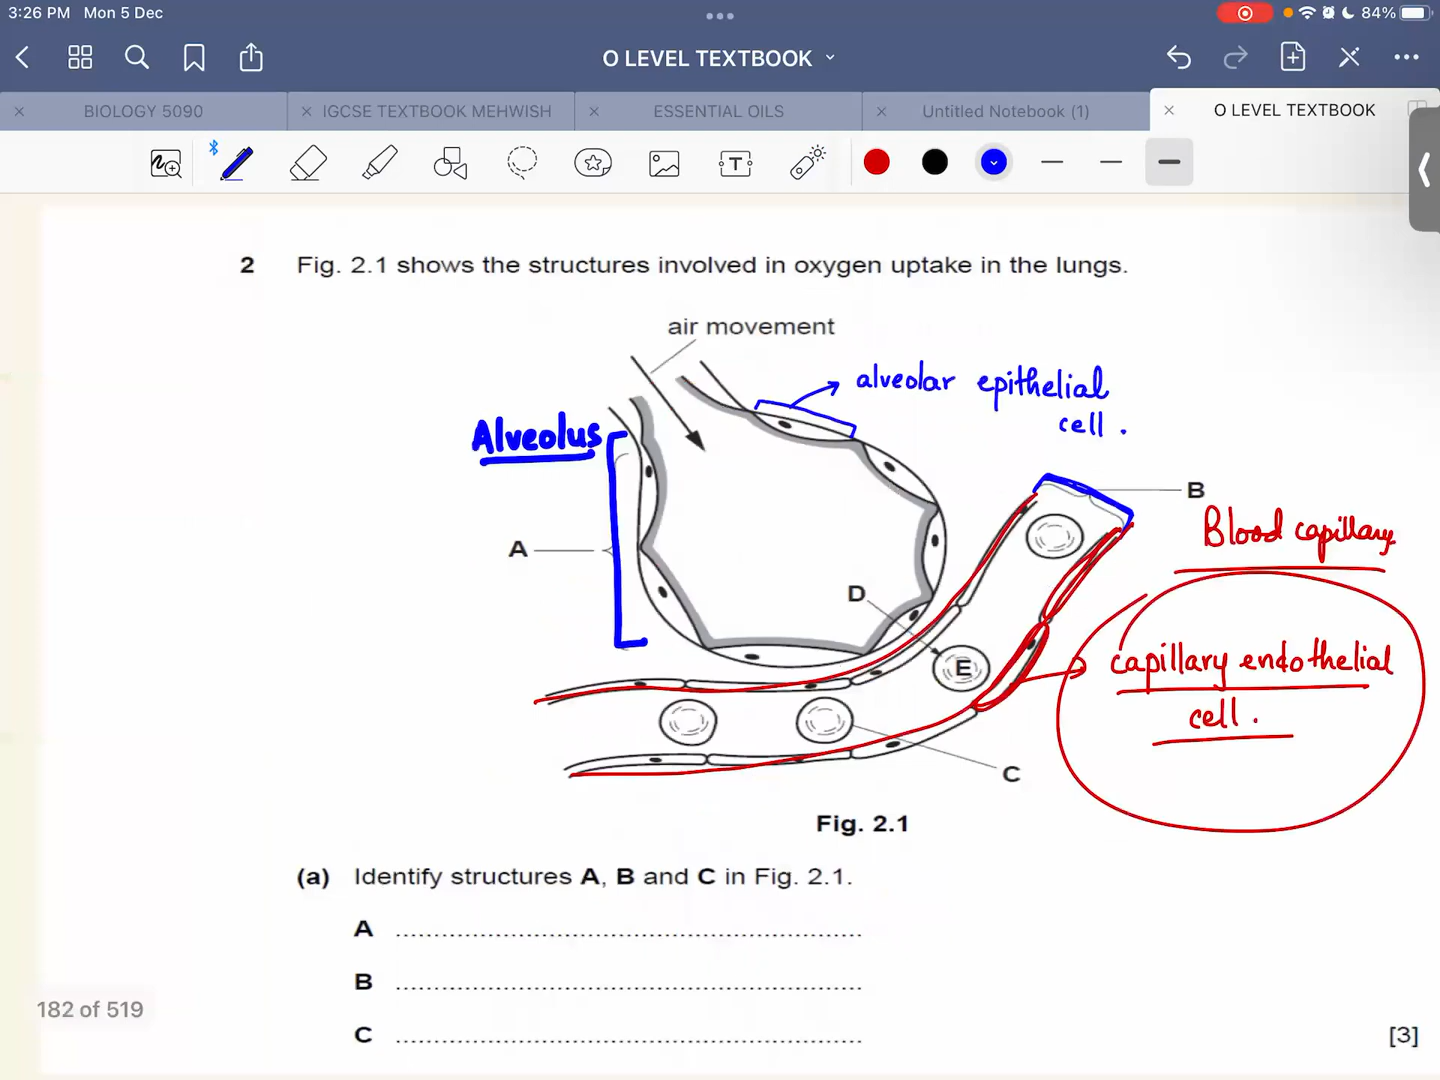 3:26 PM Mon 5 Dec
84%
O LEVEL TEXTBOOK
BIOLOGY 5090
IGCSE TEXTBOOK MEHWISH
ESSENTIAL OILS
Untitled Notebook (1)
O LEVEL TEXTBOOK
2 Fig. 2.1 shows the structures involved in oxygen uptake in the lungs.
air movement
alveolar epithelial
cell.
Alveolus
B
Blood capillary
A
D
E
capillary endothelial
cell.
C
Fig. 2.1
(a) Identify structures A, B and C in Fig. 2.1.
A ....................................................................
B ....................................................................
C ....................................................................
182 of 519
[3]